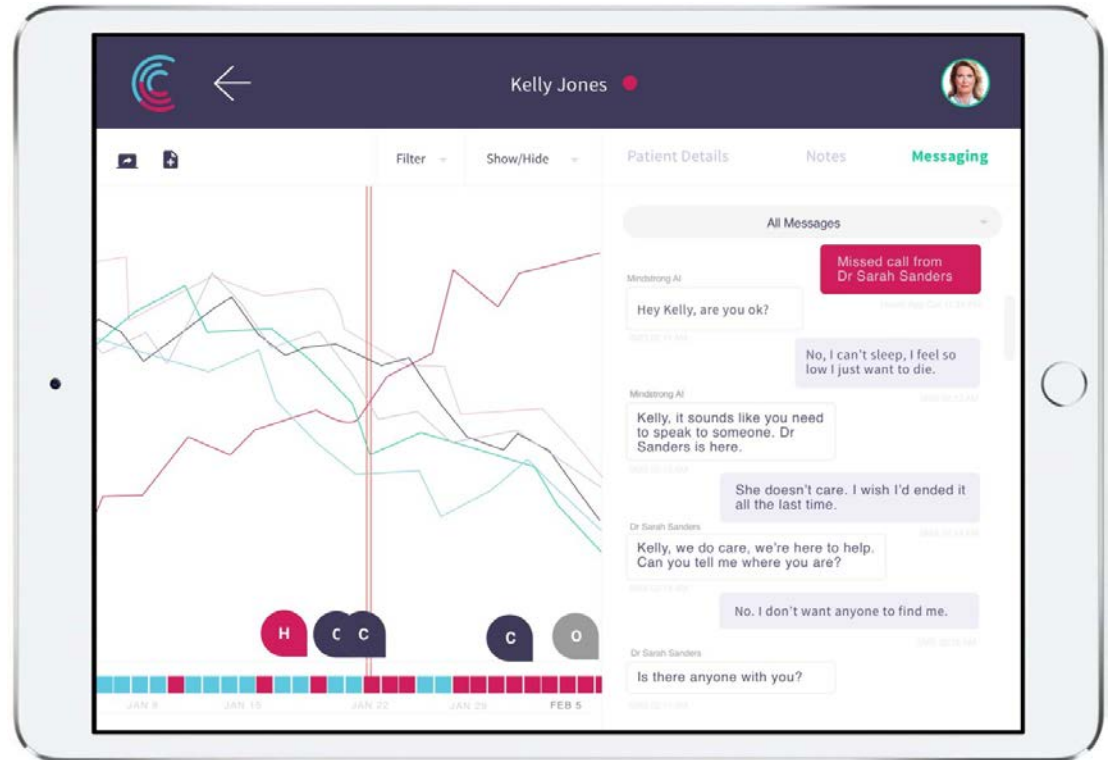 Kelly Jones
Filter
Show/Hide
Patient Details
Notes
Messaging
All Messages
Missed call from
Dr Sarah Sanders
Mindstrong AI
Hey Kelly, are you ok?
No, I can't sleep, I feel so
low I just want to die.
Mindstrong AI
Kelly, it sounds like you need
to speak to someone. Dr
Sanders is here.
She doesn't care. I wish I'd ended it
all the last time.
Dr Sarah Sanders
Kelly, we do care, we're here to help.
Can you tell me where you are?
No. I don't want anyone to find me.
Dr Sarah Sanders
Is there anyone with you?
H
C
C
C
O
JAN 8
JAN 15
JAN 22
JAN 29
FEB 5